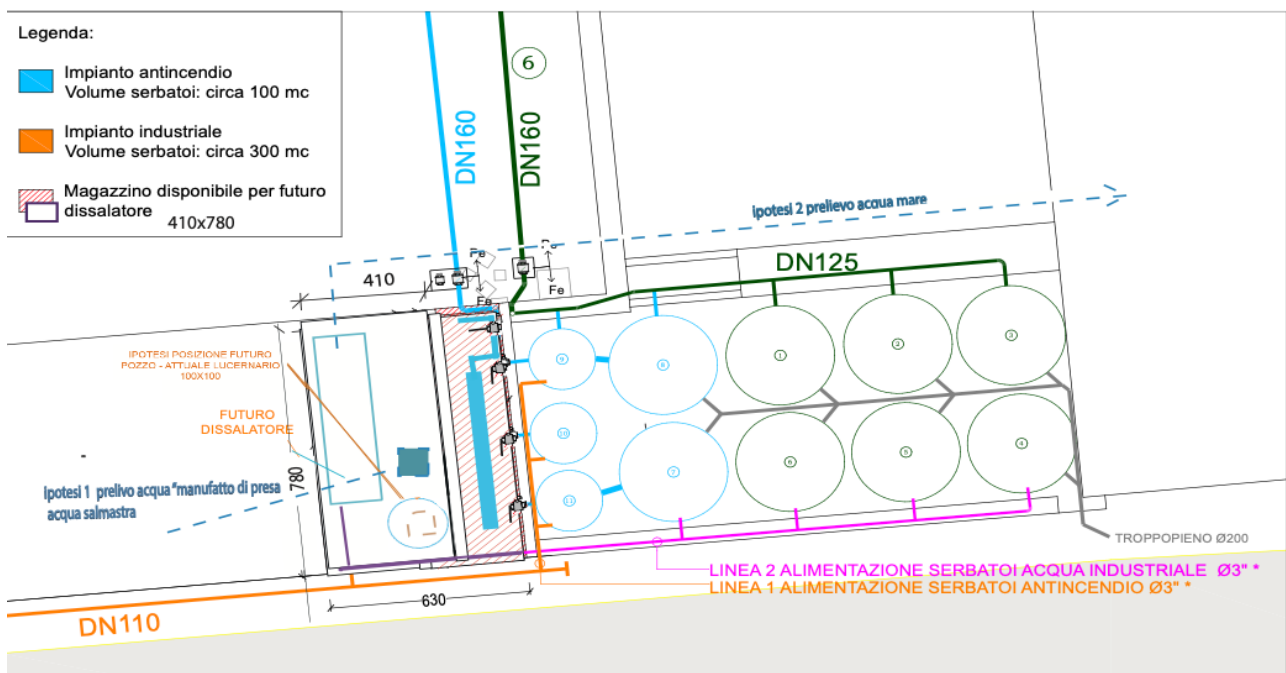 Legenda:
Impianto antincendio
Volume serbatoi: circa 100 mc
Impianto industriale
Volume serbatoi: circa 300 mc
Magazzino disponibile per futuro
dissalatore
410x780
6
DN160
DN160
ipotesi 2 prelievo acqua mare
DN125
410
Fe
Fe
IPOTESI POSIZIONE FUTURO
POZZO - ATTUALE LUCERNARIO
100X100
FUTURO
DISSALATORE
780
Ipotesi 1 prelivo acqua "manufatto di presa
acqua salmastra
9
8
1
2
3
10
11
7
6
5
4
TROPPOPIENO Ø200
LINEA 2 ALIMENTAZIONE SERBATOI ACQUA INDUSTRIALE Ø3" *
LINEA 1 ALIMENTAZIONE SERBATOI ANTINCENDIO Ø3" *
630
DN110